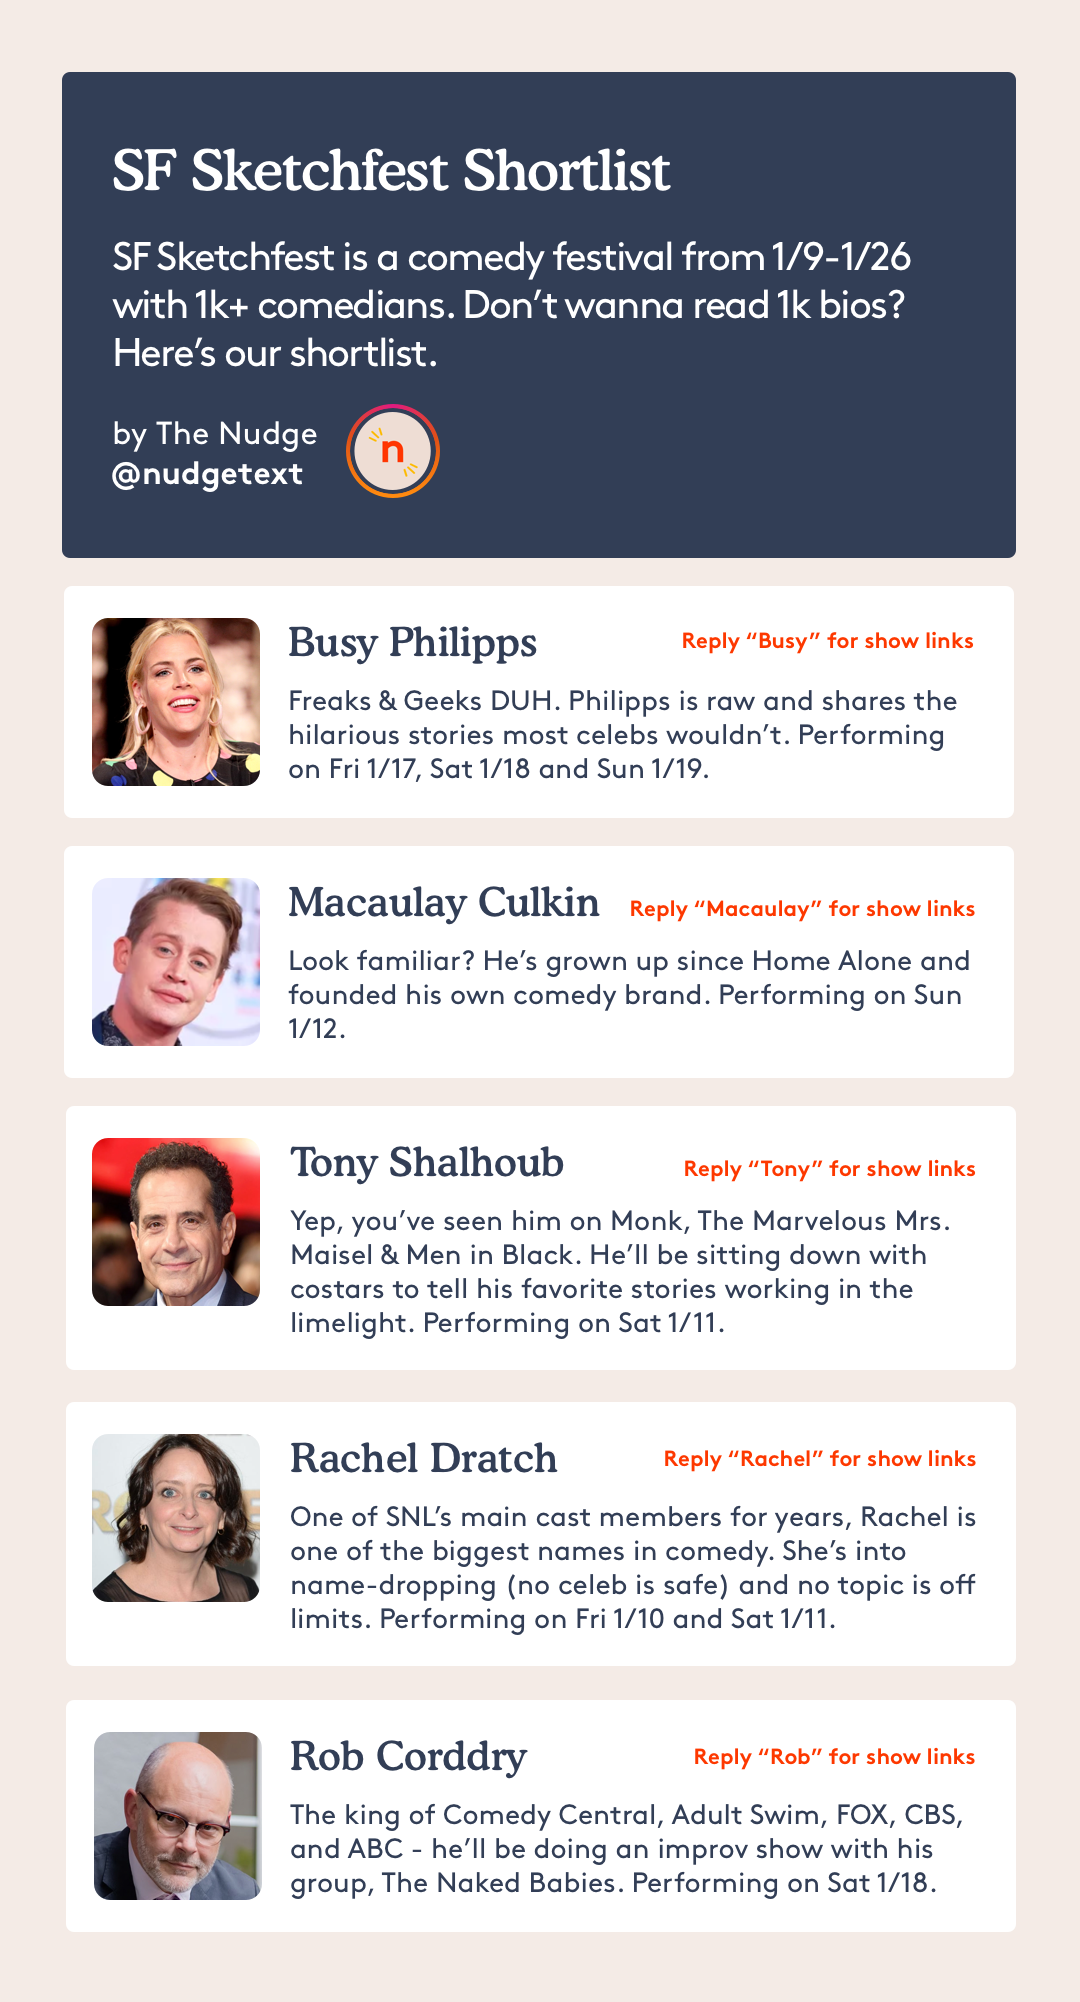 SF Sketchfest Shortlist
SF Sketchfest is a comedy festival from 1/9-1/26
with 1k+ comedians. Don’t wanna read 1k bios?
Here’s our shortlist.
by The Nudge
@nudgetext
n
Busy Philipps
Reply “Busy” for show links
Freaks & Geeks DUH. Philipps is raw and shares the
hilarious stories most celebs wouldn’t. Performing
on Fri 1/17, Sat 1/18 and Sun 1/19.
Macaulay Culkin
Reply “Macaulay” for show links
Look familiar? He’s grown up since Home Alone and
founded his own comedy brand. Performing on Sun
1/12.
Tony Shalhoub
Reply “Tony” for show links
Yep, you’ve seen him on Monk, The Marvelous Mrs.
Maisel & Men in Black. He’ll be sitting down with
costars to tell his favorite stories working in the
limelight. Performing on Sat 1/11.
Rachel Dratch
Reply “Rachel” for show links
One of SNL’s main cast members for years, Rachel is
one of the biggest names in comedy. She’s into
name-dropping (no celeb is safe) and no topic is off
limits. Performing on Fri 1/10 and Sat 1/11.
Rob Corddry
Reply “Rob” for show links
The king of Comedy Central, Adult Swim, FOX, CBS,
and ABC - he’ll be doing an improv show with his
group, The Naked Babies. Performing on Sat 1/18.